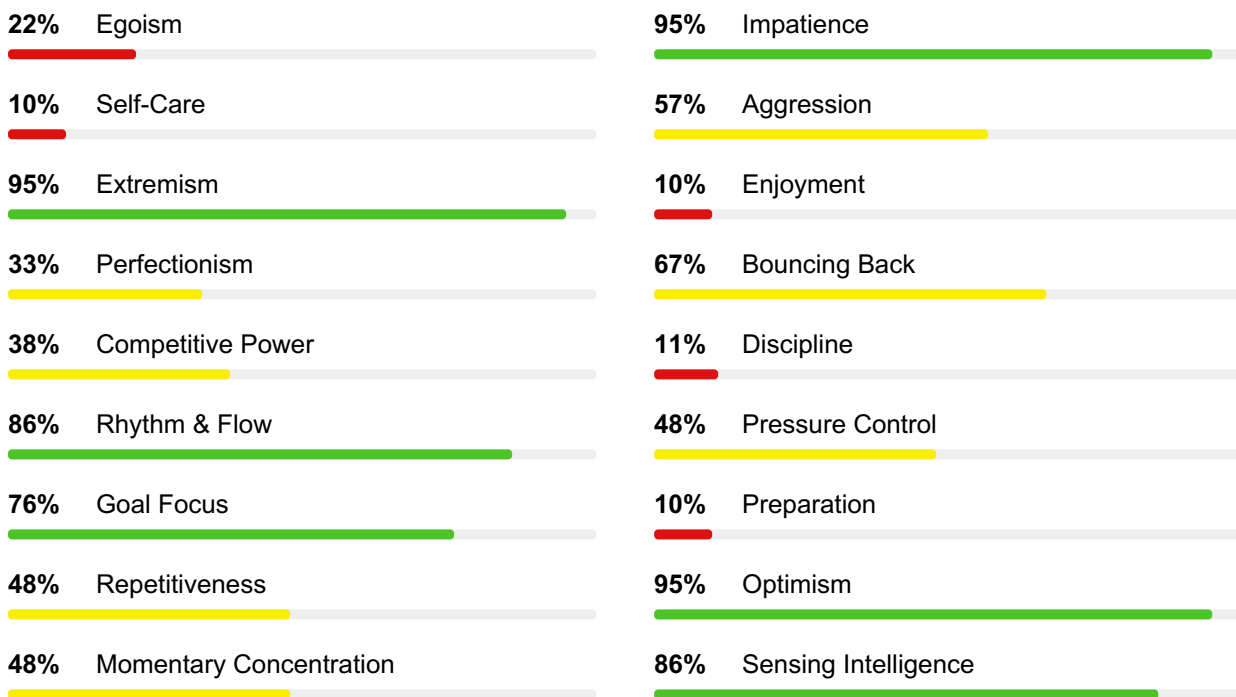 22% Egoism
95% Impatience
10% Self-Care
57% Aggression
95% Extremism
10% Enjoyment
33% Perfectionism
67% Bouncing Back
38% Competitive Power
11% Discipline
86% Rhythm & Flow
48% Pressure Control
76% Goal Focus
10% Preparation
48% Repetitiveness
95% Optimism
48% Momentary Concentration
86% Sensing Intelligence